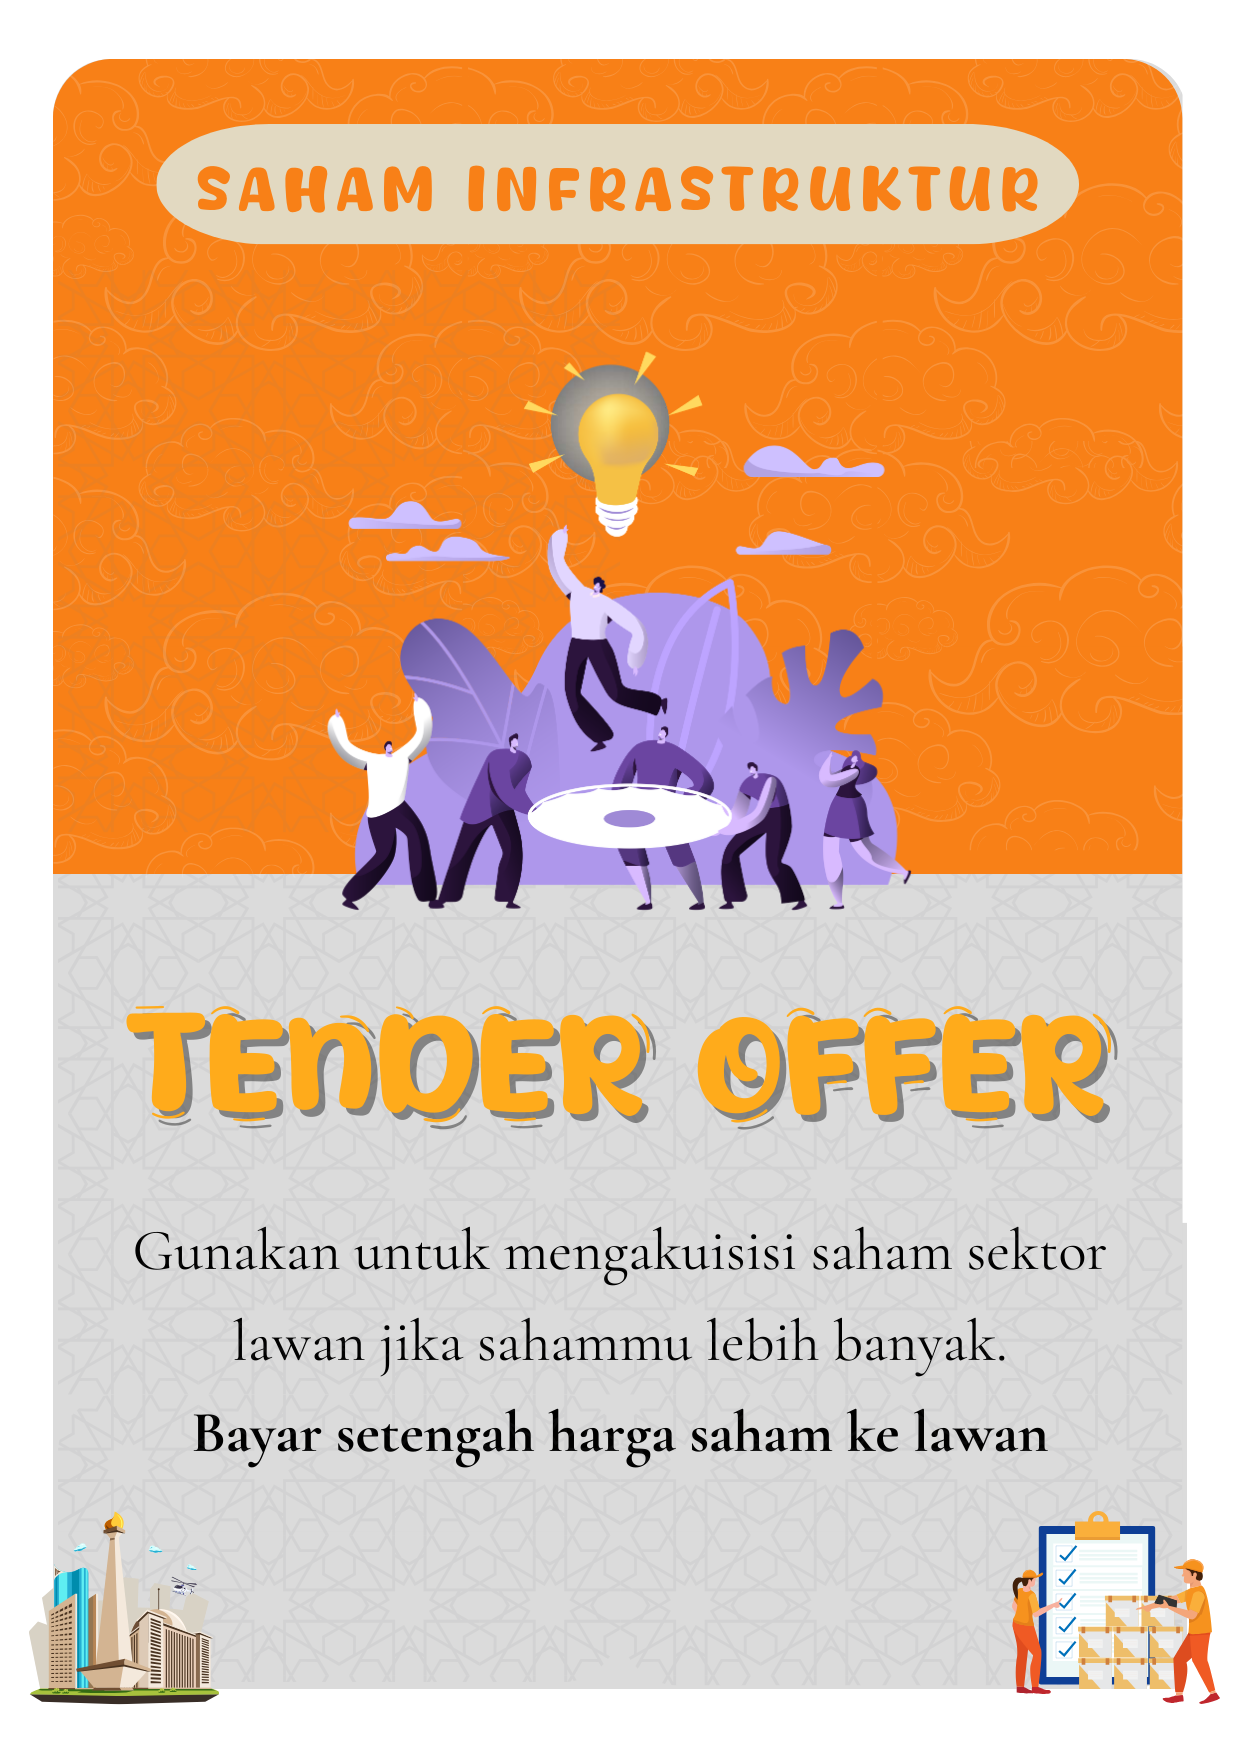 SAHAM INFRASTRUKTUR
TENDER OFFER
Gunakan untuk mengakuisisi saham sektor
lawan jika sahammu lebih banyak.
Bayar setengah harga saham ke lawan